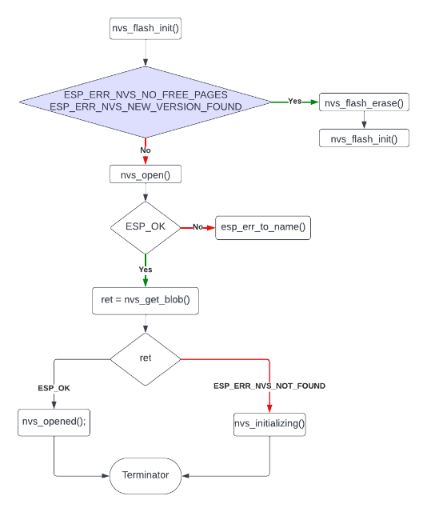 nvs_flash_init()
ESP_ERR_NVS_NO_FREE_PAGES
ESP_ERR_NVS_NEW_VERSION_FOUND
Yes
nvs_flash_erase()
nvs_flash_init()
No
nvs_open()
ESP_OK
No
esp_err_to_name()
Yes
ret = nvs_get_blob()
ret
ESP_OK
ESP_ERR_NVS_NOT_FOUND
nvs_opened();
nvs_initializing()
Terminator